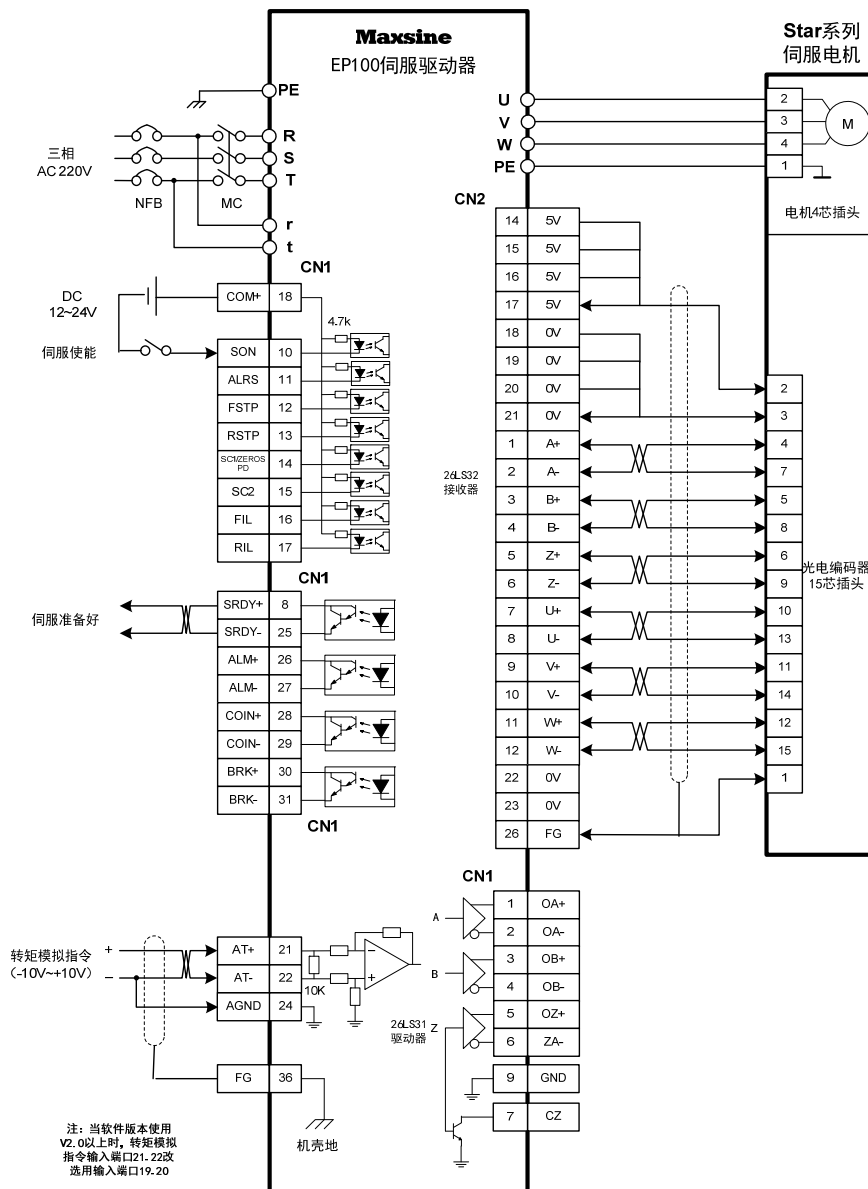 Maxsine
EP100伺服驱动器
Star系列
伺服电机
PE
三相
AC 220V
NFB
MC
R
S
T
r
t
U
V
W
PE
2
3
4
1
M
电机4芯插头
CN1
DC
12~24V
伺服使能
COM+ 18
4.7k
SON 10
ALRS 11
FSTP 12
RSTP 13
SC1/ZEROS
PD 14
SC2 15
FIL 16
RIL 17
CN1
伺服准备好
SRDY+ 8
SRDY- 25
ALM+ 26
ALM- 27
COIN+ 28
COIN- 29
BRK+ 30
BRK- 31
CN1
转矩模拟指令
(-10V~+10V)
+
-
AT+ 21
AT- 22
AGND 24
10K
-
+
FG 36
机壳地
注：当软件版本使用
V2.0以上时，转矩模拟
指令输入端口21-22改
选用输入端口19-20
CN2
14 5V
15 5V
16 5V
17 5V
18 0V
19 0V
20 0V
21 0V
1 A+
2 A-
3 B+
4 B-
5 Z+
6 Z-
7 U+
8 U-
9 V+
10 V-
11 W+
12 W-
22 0V
23 0V
26 FG
26LS32
接收器
2
3
4
7
5
8
6
9
10
13
11
14
12
15
1
光电编码器
15芯插头
CN1
A
B
Z
26LS31
驱动器
1 OA+
2 OA-
3 OB+
4 OB-
5 OZ+
6 ZA-
9 GND
7 CZ